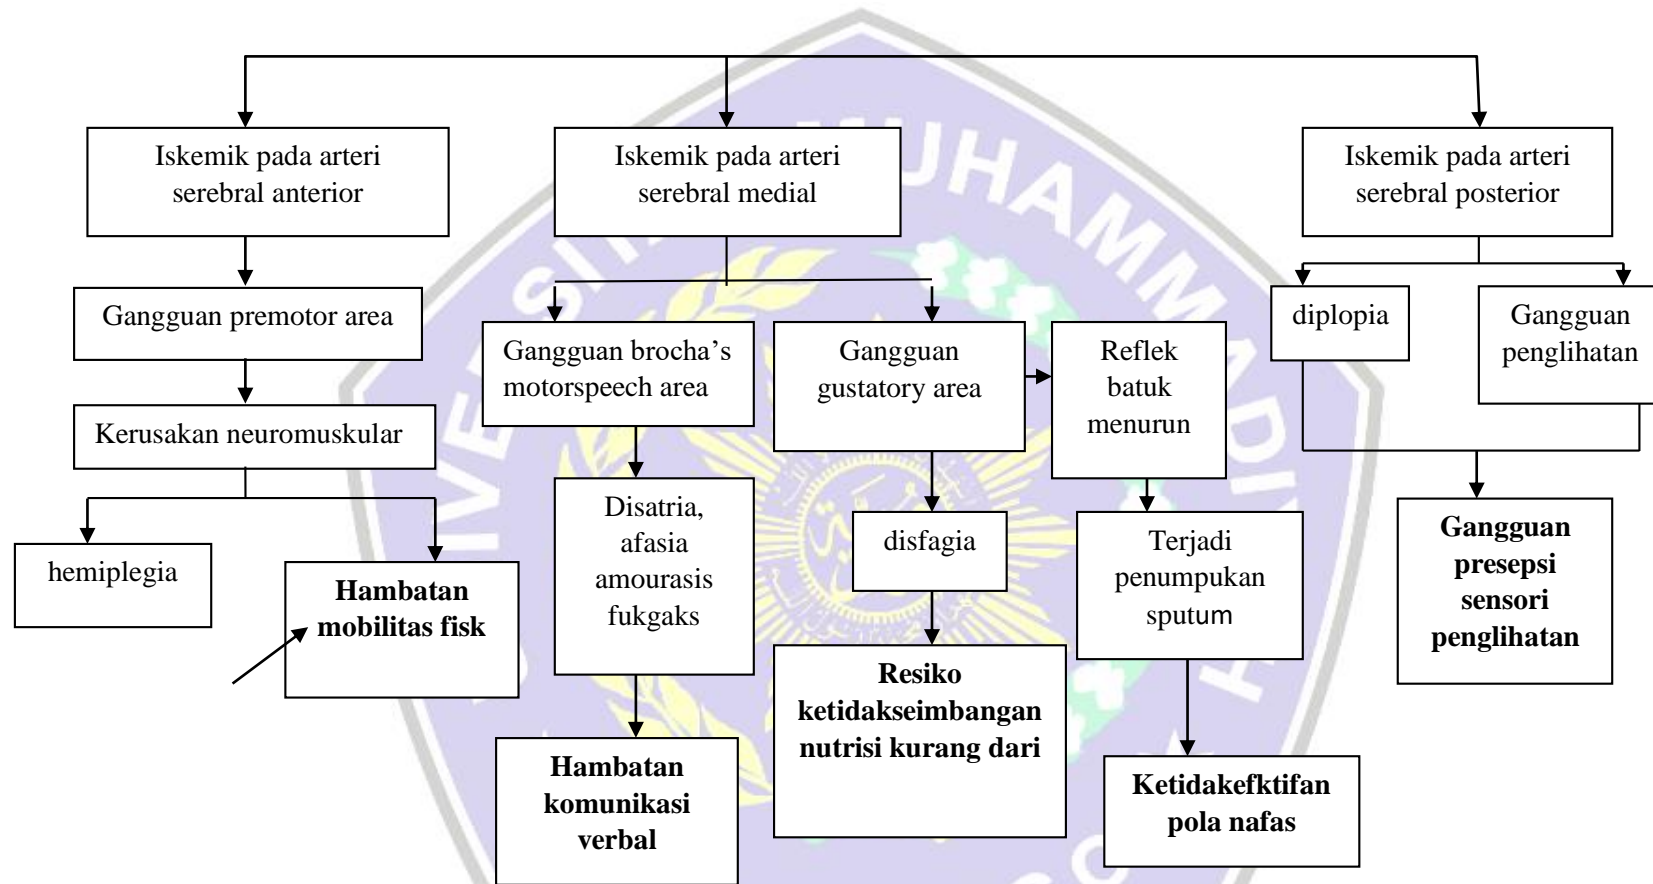 Iskemik pada arteri
serebral anterior
Iskemik pada arteri
serebral medial
Iskemik pada arteri
serebral posterior
Gangguan premotor area
Gangguan brocha’s
motorspeech area
Gangguan
gustatory area
Reflek
batuk
menurun
diplopia
Gangguan
penglihatan
Kerusakan neuromuskular
hemiplegia
Hambatan
mobilitas fisk
Disatria,
afasia
amourasis
fukgaks
disfagia
Terjadi
penumpukan
sputum
Gangguan
presepsi
sensori
penglihatan
Hambatan
komunikasi
verbal
Resiko
ketidakseimbangan
nutrisi kurang dari
Ketidakefktifan
pola nafas
MUHAMMADIYAH